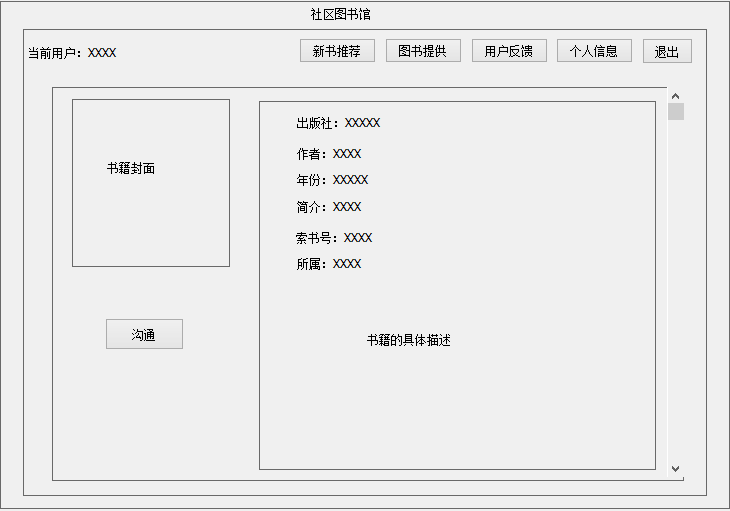 社区图书馆
当前用户：XXXX 新书推荐 图书提供 用户反馈 个人信息 退出
书籍封面
沟通
出版社：XXXXX
作者：XXXX
年份：XXXXX
简介：XXXX
索书号：XXXX
所属：XXXX
书籍的具体描述